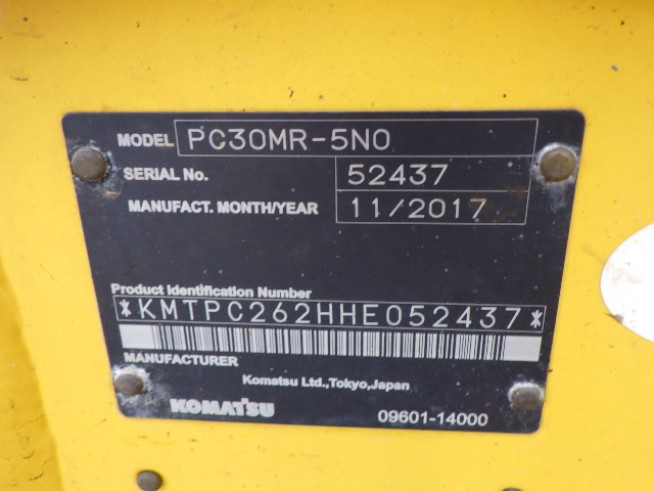 MODEL PC30MR-5N0
SERIAL No. 52437
MANUFACT. MONTH/YEAR 11/2017
Product Identification Number
*KMTPC262HHE052437*
MANUFACTURER
Komatsu Ltd.,Tokyo,Japan
KOMATSU 09601-14000